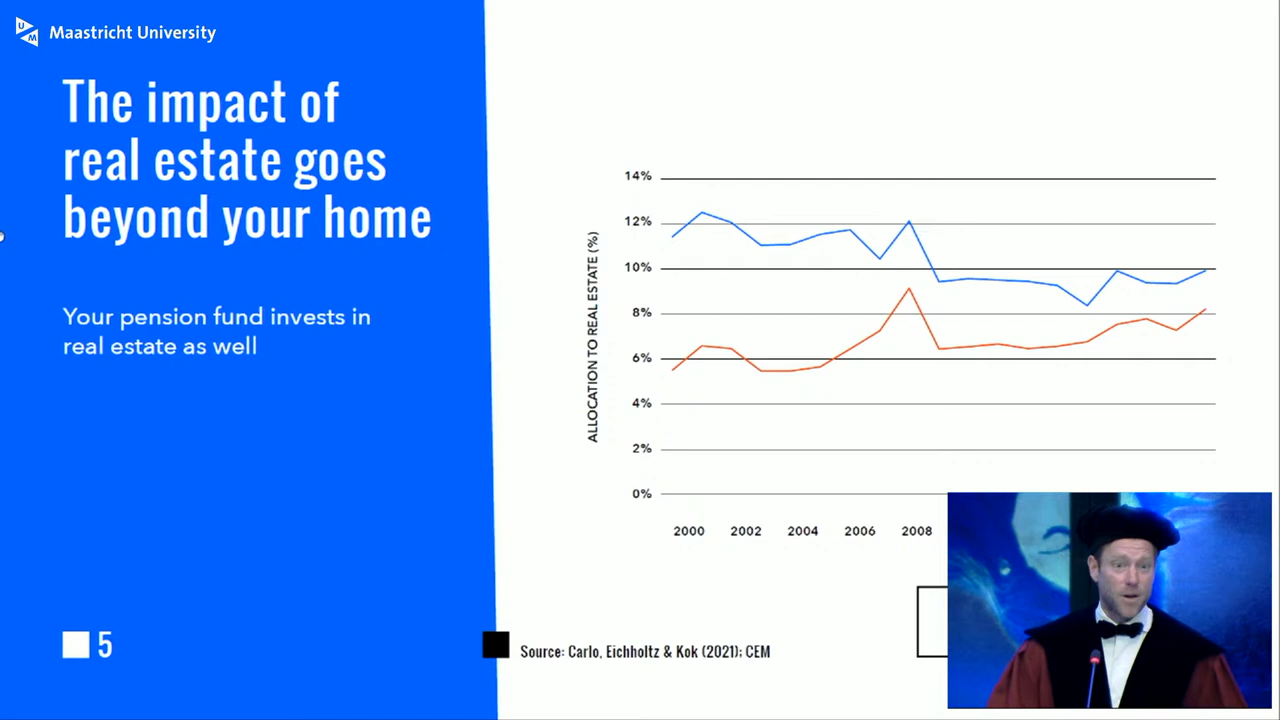 Maastricht University
The impact of
real estate goes
beyond your home
Your pension fund invests in
real estate as well
5
ALLOCATION TO REAL ESTATE (%)
14%
12%
10%
8%
6%
4%
2%
0%
2000 2002 2004 2006 2008
Source: Carlo, Eichholtz & Kok (2021); CEM